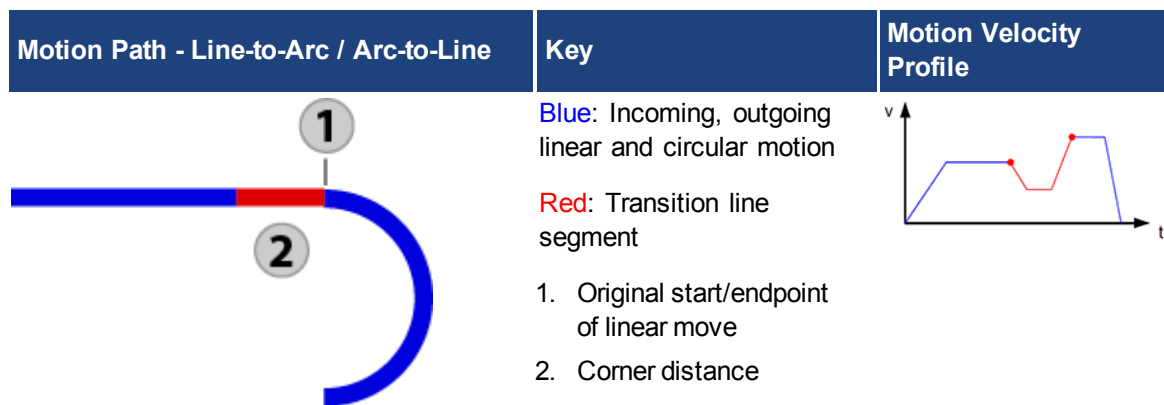 Motion Path - Line-to-Arc / Arc-to-Line
Key
Motion Velocity
Profile
1
2
Blue: Incoming, outgoing
linear and circular motion
Red: Transition line
segment
1. Original start/endpoint
of linear move
2. Corner distance
v
t